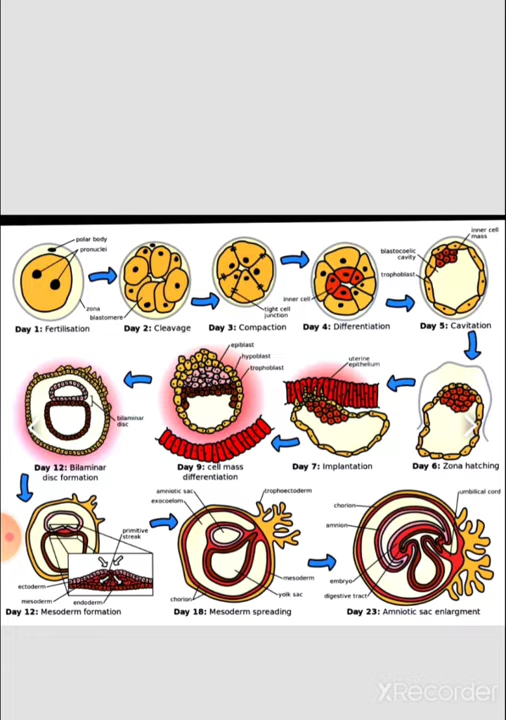 polar body
pronuclei
zona
blastomere
Day 1: Fertilisation
Day 2: Cleavage
tight cell
junction
Day 3: Compaction
inner cell
Day 4: Differentiation
inner cell
mass
blastocoelic
cavity
trophoblast
Day 5: Cavitation
Day 6: Zona hatching
uterine
epithelium
Day 7: Implantation
epiblast
hypoblast
trophoblast
Day 9: cell mass
differentiation
bilaminar
disc
Day 12: Bilaminar
disc formation
primitive
streak
ectoderm
mesoderm
endoderm
Day 12: Mesoderm formation
amniotic sac
exocoelom
trophoectoderm
mesoderm
yolk sac
chorion
Day 18: Mesoderm spreading
umbilical cord
chorion
amnion
embryo
digestive tract
Day 23: Amniotic sac enlargment
XRecorder